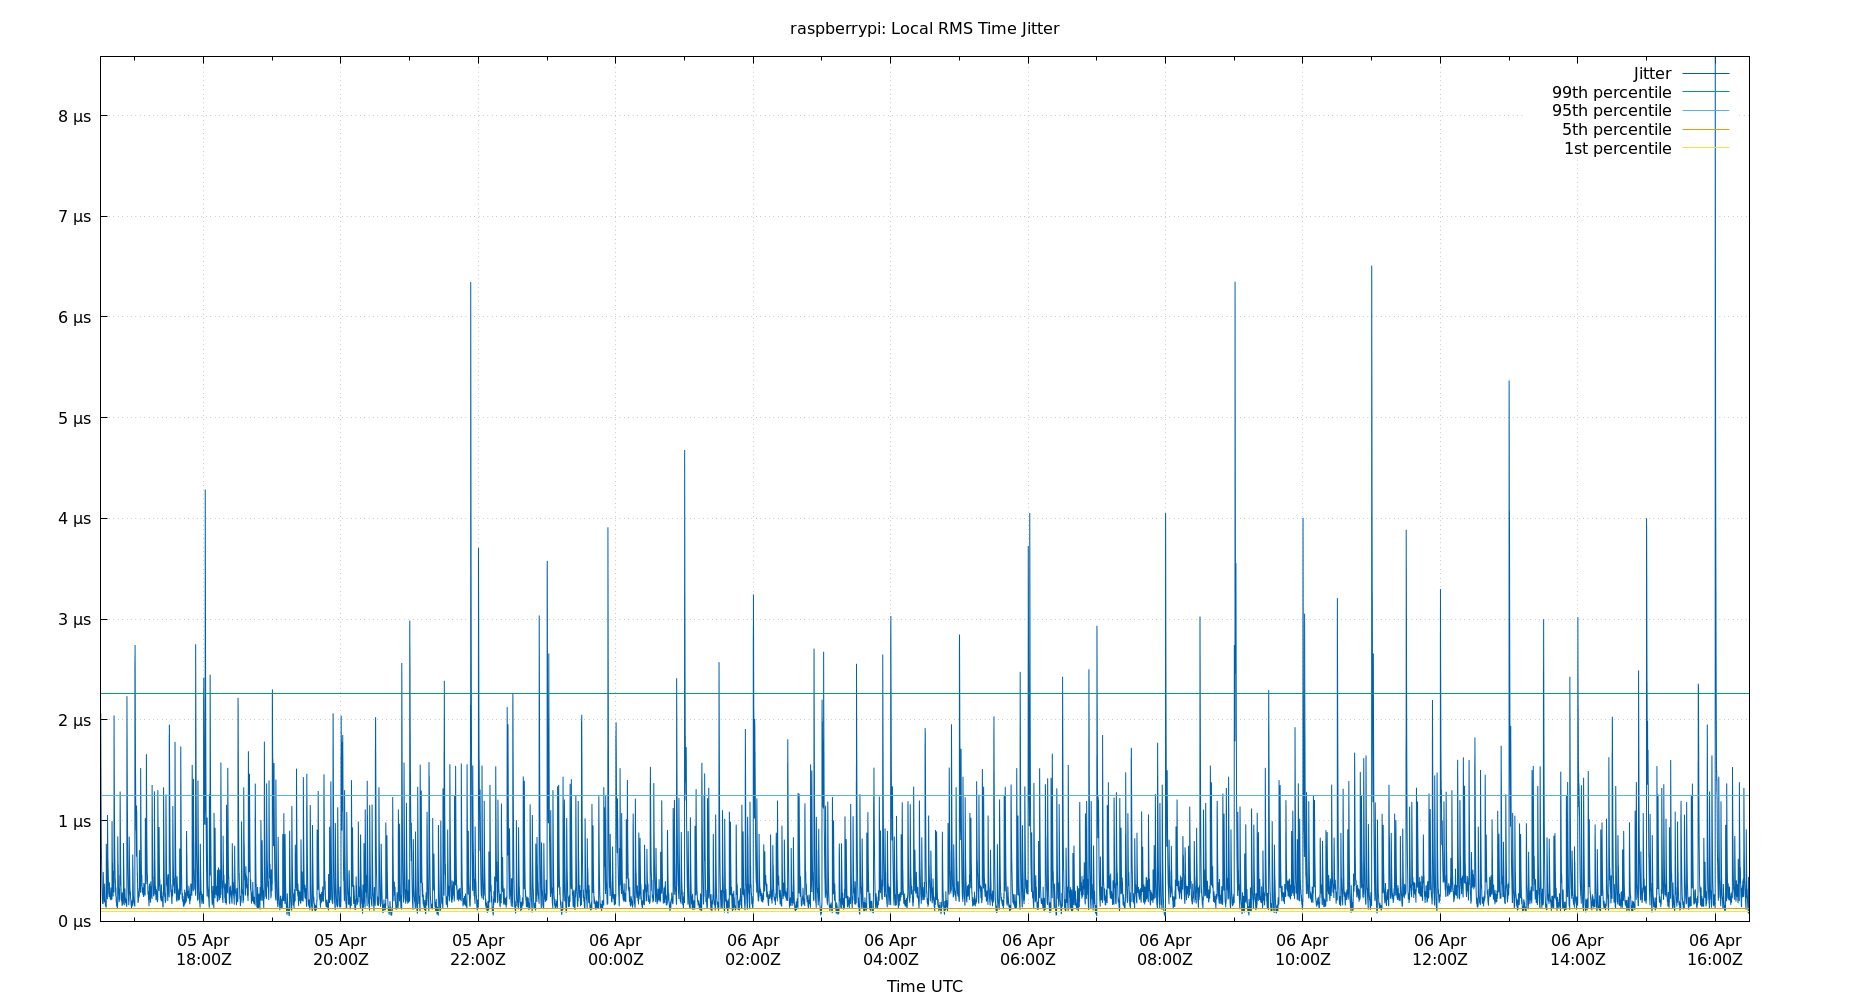 raspberrypi: Local RMS Time Jitter
Jitter
99th percentile
95th percentile
5th percentile
1st percentile
8 µs
7 µs
6 µs
5 µs
4 µs
3 µs
2 µs
1 µs
0 µs
05 Apr 05 Apr 05 Apr 06 Apr 06 Apr 06 Apr 06 Apr 06 Apr 06 Apr 06 Apr 06 Apr 06 Apr
18:00Z 20:00Z 22:00Z 00:00Z 02:00Z 04:00Z 06:00Z 08:00Z 10:00Z 12:00Z 14:00Z 16:00Z
Time UTC